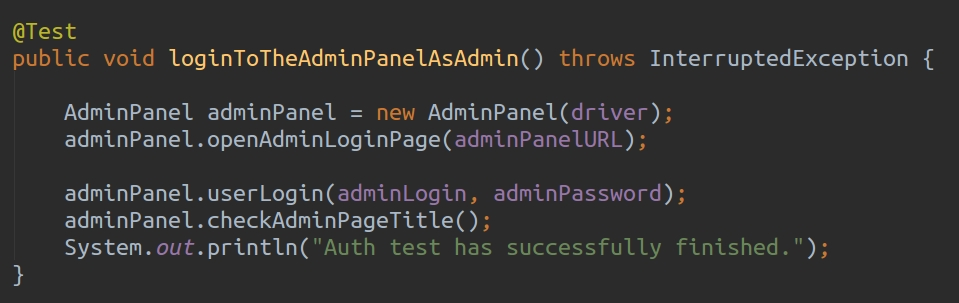 @Test
public void loginToTheAdminPanelAsAdmin() throws InterruptedException {
AdminPanel adminPanel = new AdminPanel(driver);
adminPanel.openAdminLoginPage(adminPanelURL);
adminPanel.userLogin(adminLogin, adminPassword);
adminPanel.checkAdminPageTitle();
System.out.println("Auth test has successfully finished.");
}